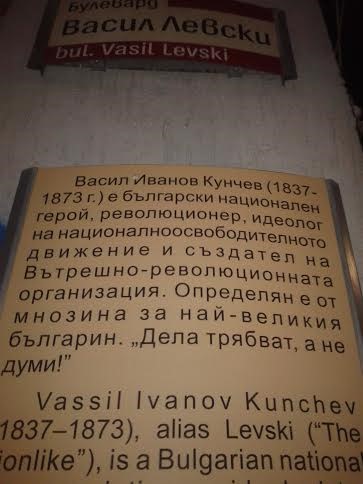 Булевард
Васил Левски
bul. Vasil Levski
Васил Иванов Кунчев (1837-
1873 г.) е български национален
герой, революционер, идеолог
на националноосвободителното
движение и създател на
Вътрешно-революционната
организация. Определян е от
мнозина за най-великия
българин. „Дела трябват, а не
думи!”
Vassil Ivanov Kunchev
(1837–1873), alias Levski (“The
ionlike”), is a Bulgarian national